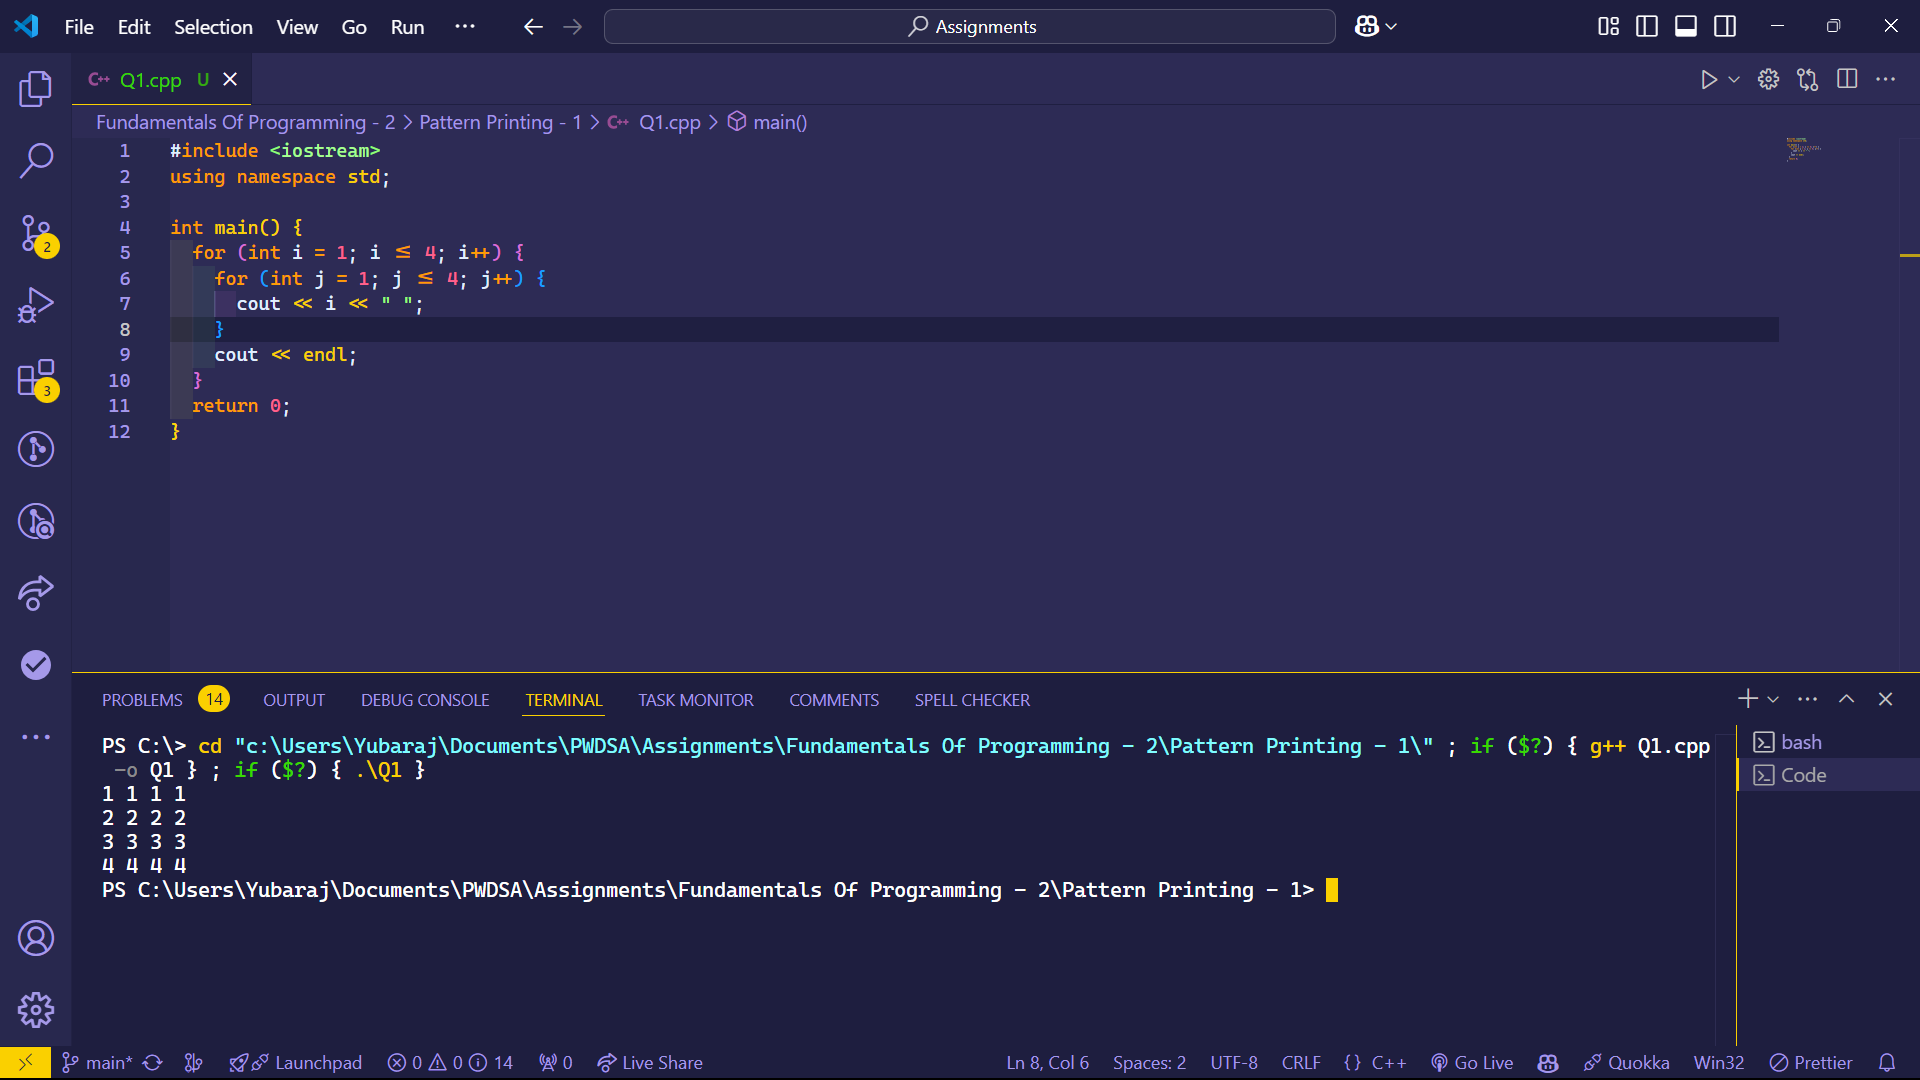 File Edit Selection View Go Run ··· Assignments
Q1.cpp U
Fundamentals Of Programming - 2 > Pattern Printing - 1 > C++ Q1.cpp > main()
1 #include <iostream>
2 using namespace std;
3
4 int main() {
5 for (int i = 1; i <= 4; i++) {
6 for (int j = 1; j <= 4; j++) {
7 cout << i << " ";
8 }
9 cout << endl;
10 }
11 return 0;
12 }
2
3
PROBLEMS 14 OUTPUT DEBUG CONSOLE TERMINAL TASK MONITOR COMMENTS SPELL CHECKER
PS C:\> cd "c:\Users\Yubaraj\Documents\PWDSA\Assignments\Fundamentals Of Programming - 2\Pattern Printing - 1\" ; if ($?) { g++ Q1.cpp
-o Q1 } ; if ($?) { .\Q1 }
1 1 1 1
2 2 2 2
3 3 3 3
4 4 4 4
PS C:\Users\Yubaraj\Documents\PWDSA\Assignments\Fundamentals Of Programming - 2\Pattern Printing - 1>
bash
Code
main* Launchpad 0 0 14 0 Live Share Ln 8, Col 6 Spaces: 2 UTF-8 CRLF {} C++ Go Live Quokka Win32 Prettier